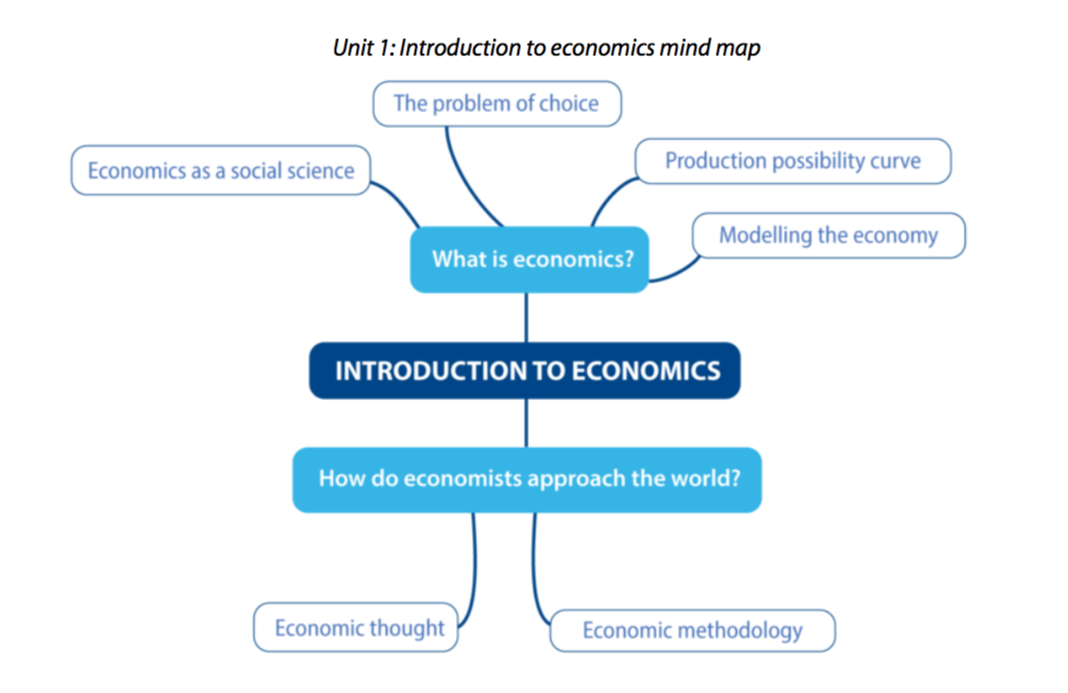 Unit 1: Introduction to economics mind map
The problem of choice
Economics as a social science
Production possibility curve
Modelling the economy
What is economics?
INTRODUCTION TO ECONOMICS
How do economists approach the world?
Economic thought
Economic methodology